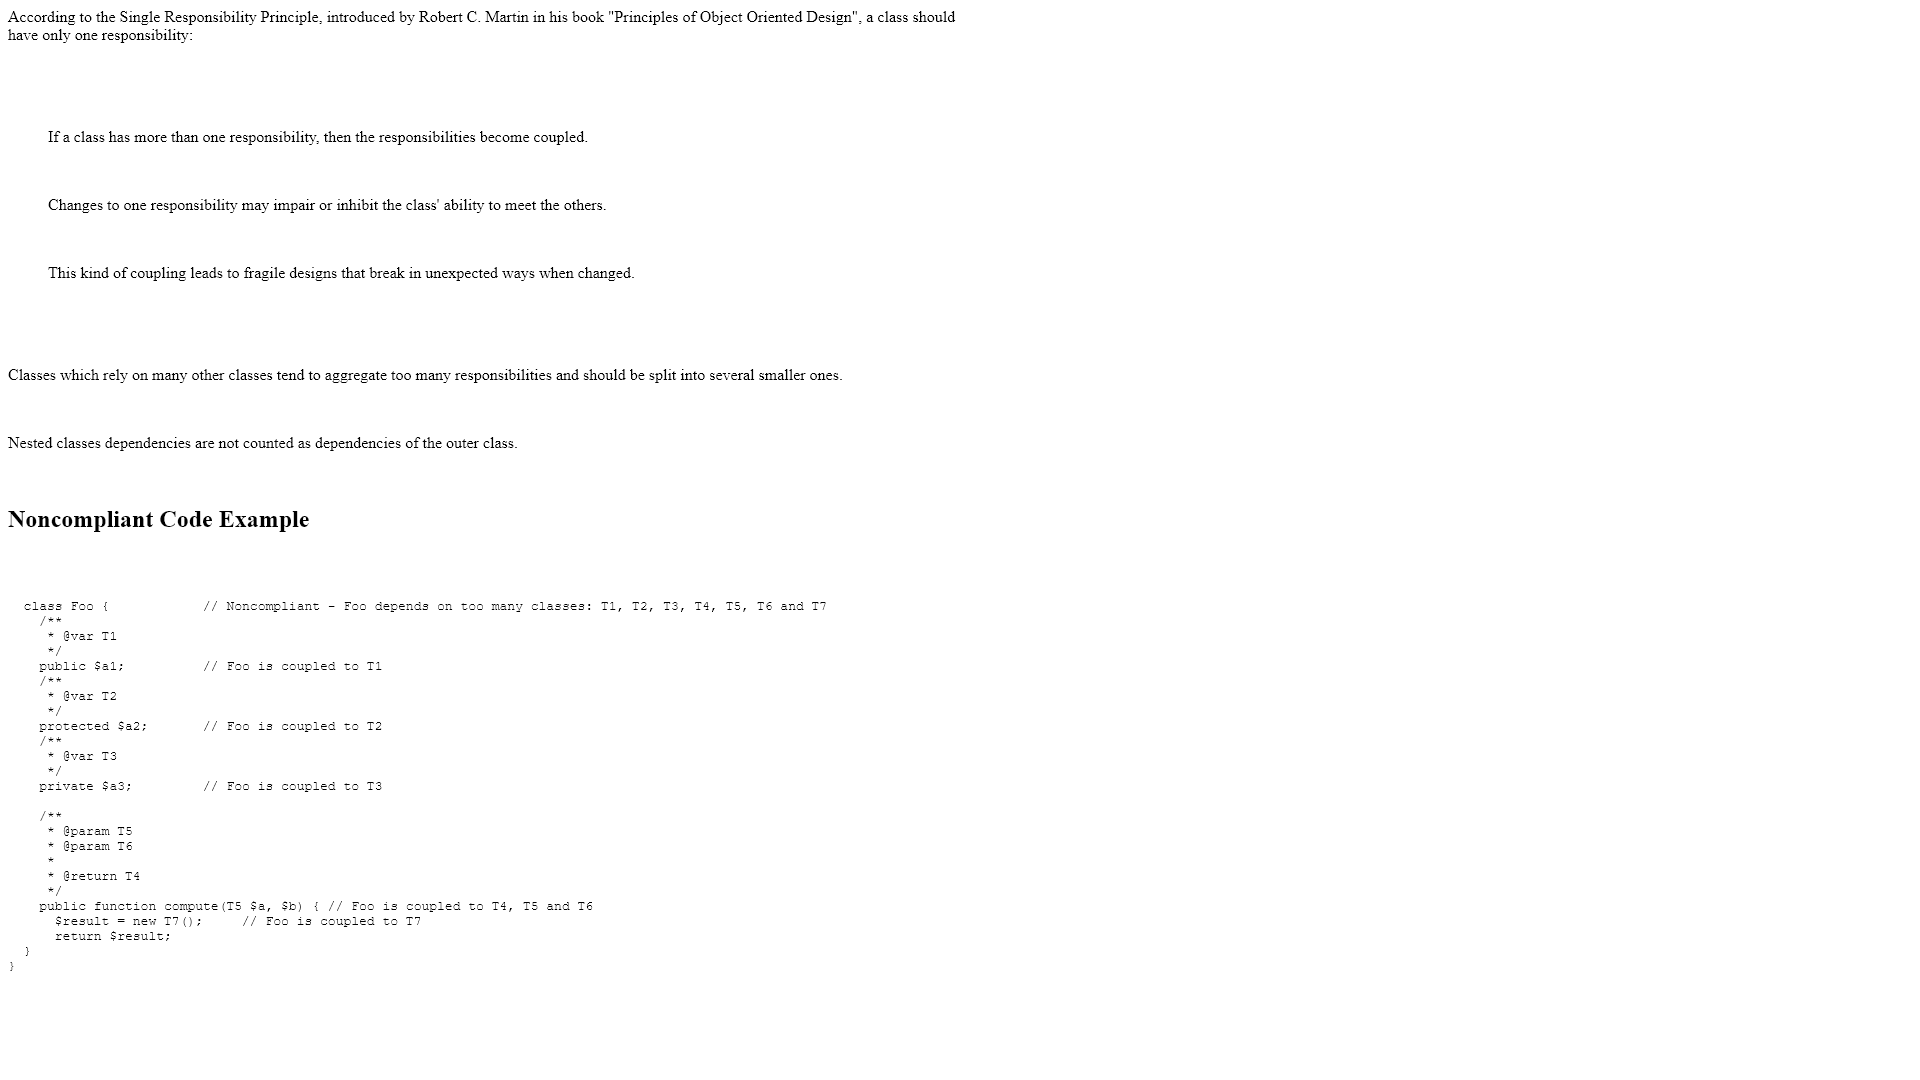 According to the Single Responsibility Principle, introduced by Robert C. Martin in his book "Principles of Object Oriented Design", a class should
have only one responsibility:
If a class has more than one responsibility, then the responsibilities become coupled.
Changes to one responsibility may impair or inhibit the class' ability to meet the others.
This kind of coupling leads to fragile designs that break in unexpected ways when changed.
Classes which rely on many other classes tend to aggregate too many responsibilities and should be split into several smaller ones.
Nested classes dependencies are not counted as dependencies of the outer class.
Noncompliant Code Example
  class Foo {            // Noncompliant - Foo depends on too many classes: T1, T2, T3, T4, T5, T6 and T7
    /**
     * @var T1
     */
    public $a1;          // Foo is coupled to T1
    /**
     * @var T2
     */
    protected $a2;       // Foo is coupled to T2
    /**
     * @var T3
     */
    private $a3;         // Foo is coupled to T3
    /**
     * @param T5
     * @param T6
     *
     * @return T4
     */
    public function compute(T5 $a, $b) { // Foo is coupled to T4, T5 and T6
      $result = new T7();     // Foo is coupled to T7
      return $result;
  }
}